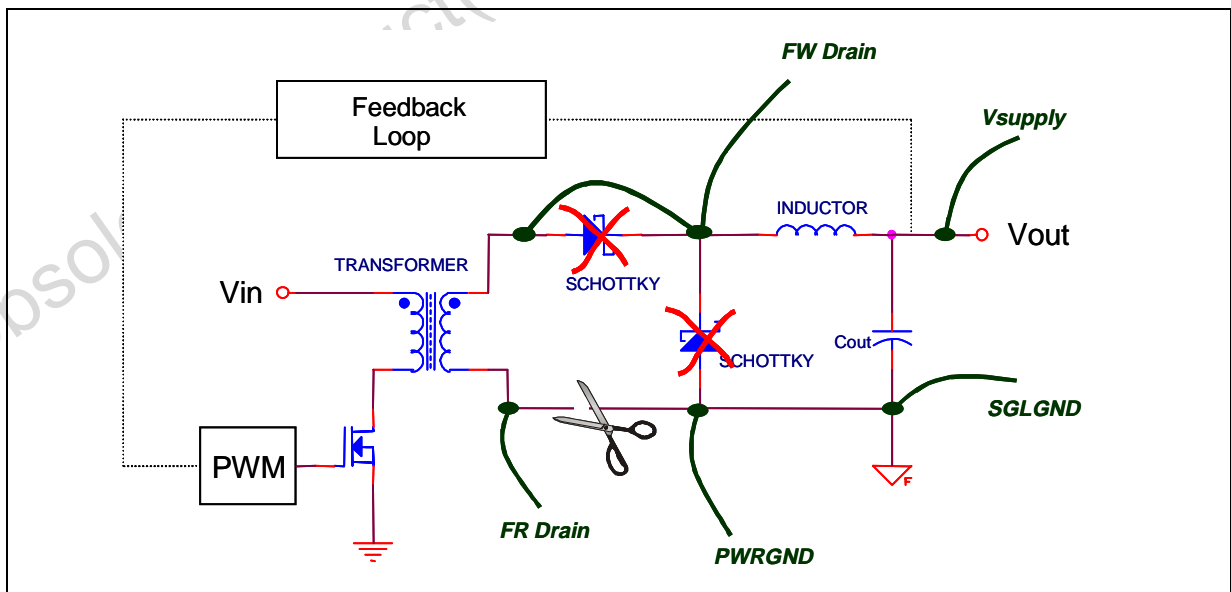 FW Drain
Feedback
Loop
Vsupply
INDUCTOR
Vout
TRANSFORMER
SCHOTTKY
Vin
SCHOTTKY
Cout
SGLGND
PWM
F
FR Drain
PWRGND